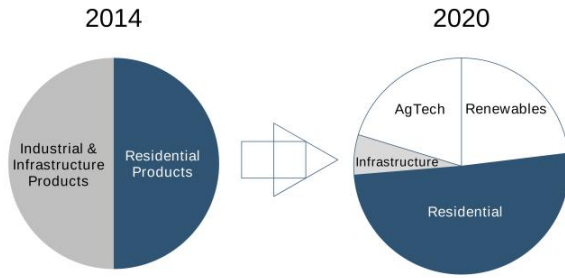 2014
2020
Industrial &
Infrastructure
Products
Residential
Products
AgTech
Renewables
Infrastructure
Residential